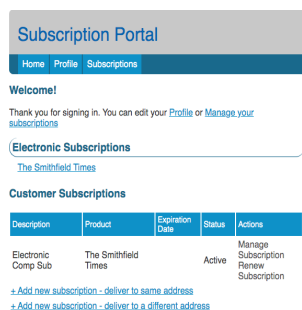 Subscription Portal
Home Profile Subscriptions
Welcome!
Thank you for signing in. You can edit your Profile or Manage your
subscriptions
Electronic Subscriptions
The Smithfield Times
Customer Subscriptions
Description Product Expiration Date Status Actions
Electronic Comp Sub The Smithfield Times Active Manage Subscription Renew Subscription
+ Add new subscription - deliver to same address
+ Add new subscription - deliver to a different address